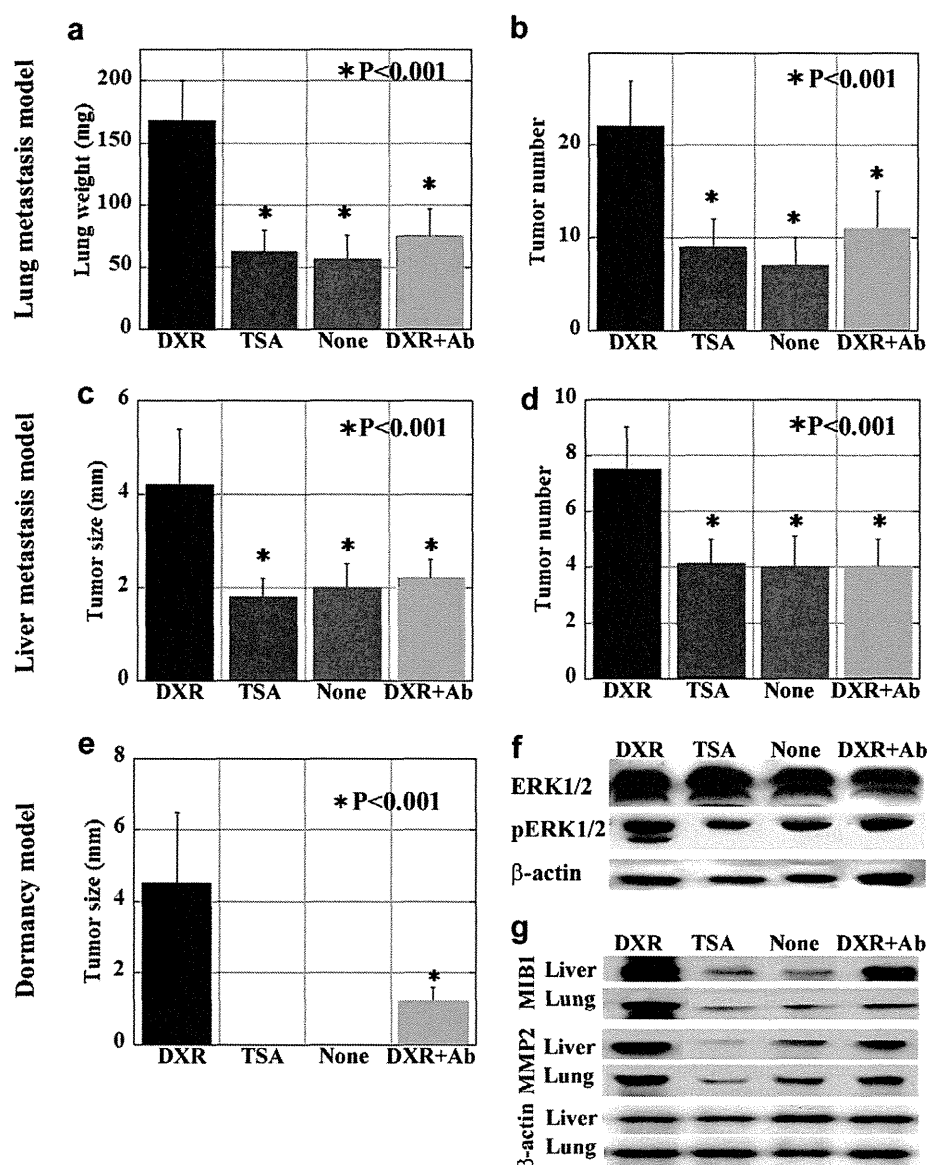 a
Lung metastasis model
Lung weight (mg)
200
150
100
50
0
*P<0.001
*
*
*
DXR TSA None DXR+Ab
b
Tumor number
20
10
0
*P<0.001
*
*
*
DXR TSA None DXR+Ab
c
Liver metastasis model
Tumor size (mm)
6
4
2
0
*P<0.001
*
*
*
DXR TSA None DXR+Ab
d
Tumor number
10
8
6
4
2
0
*P<0.001
*
*
*
DXR TSA None DXR+Ab
e
Dormancy model
Tumor size (mm)
8
6
4
2
0
*P<0.001
*
DXR TSA None DXR+Ab
f
DXR TSA None DXR+Ab
ERK1/2
pERK1/2
β-actin
g
DXR TSA None DXR+Ab
MIB1
Liver
Lung
MMP2
Liver
Lung
β-actin
Liver
Lung